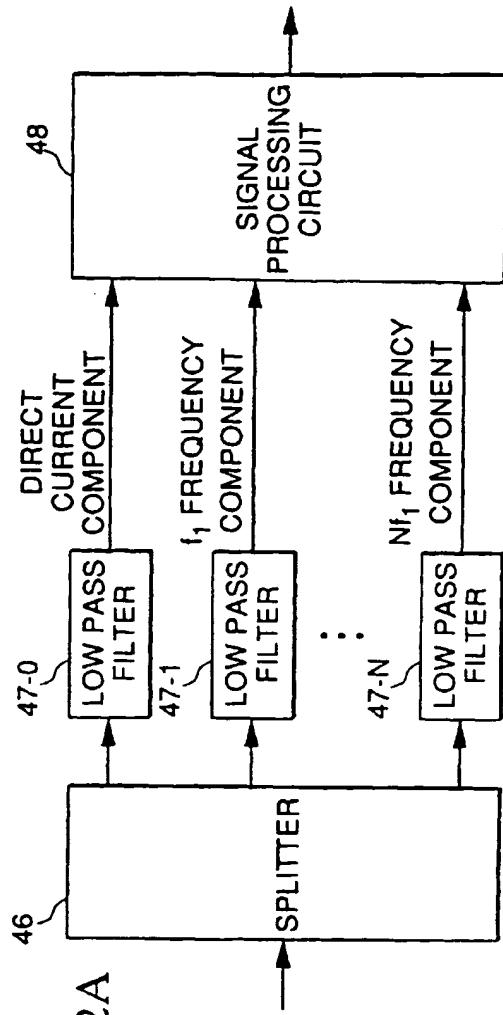 2A
46
SPLITTER
47-0
LOW PASS
FILTER
47-1
LOW PASS
FILTER
47-N
LOW PASS
FILTER
DIRECT
CURRENT
COMPONENT
f₁ FREQUENCY
COMPONENT
Nf₁ FREQUENCY
COMPONENT
48
SIGNAL
PROCESSING
CIRCUIT